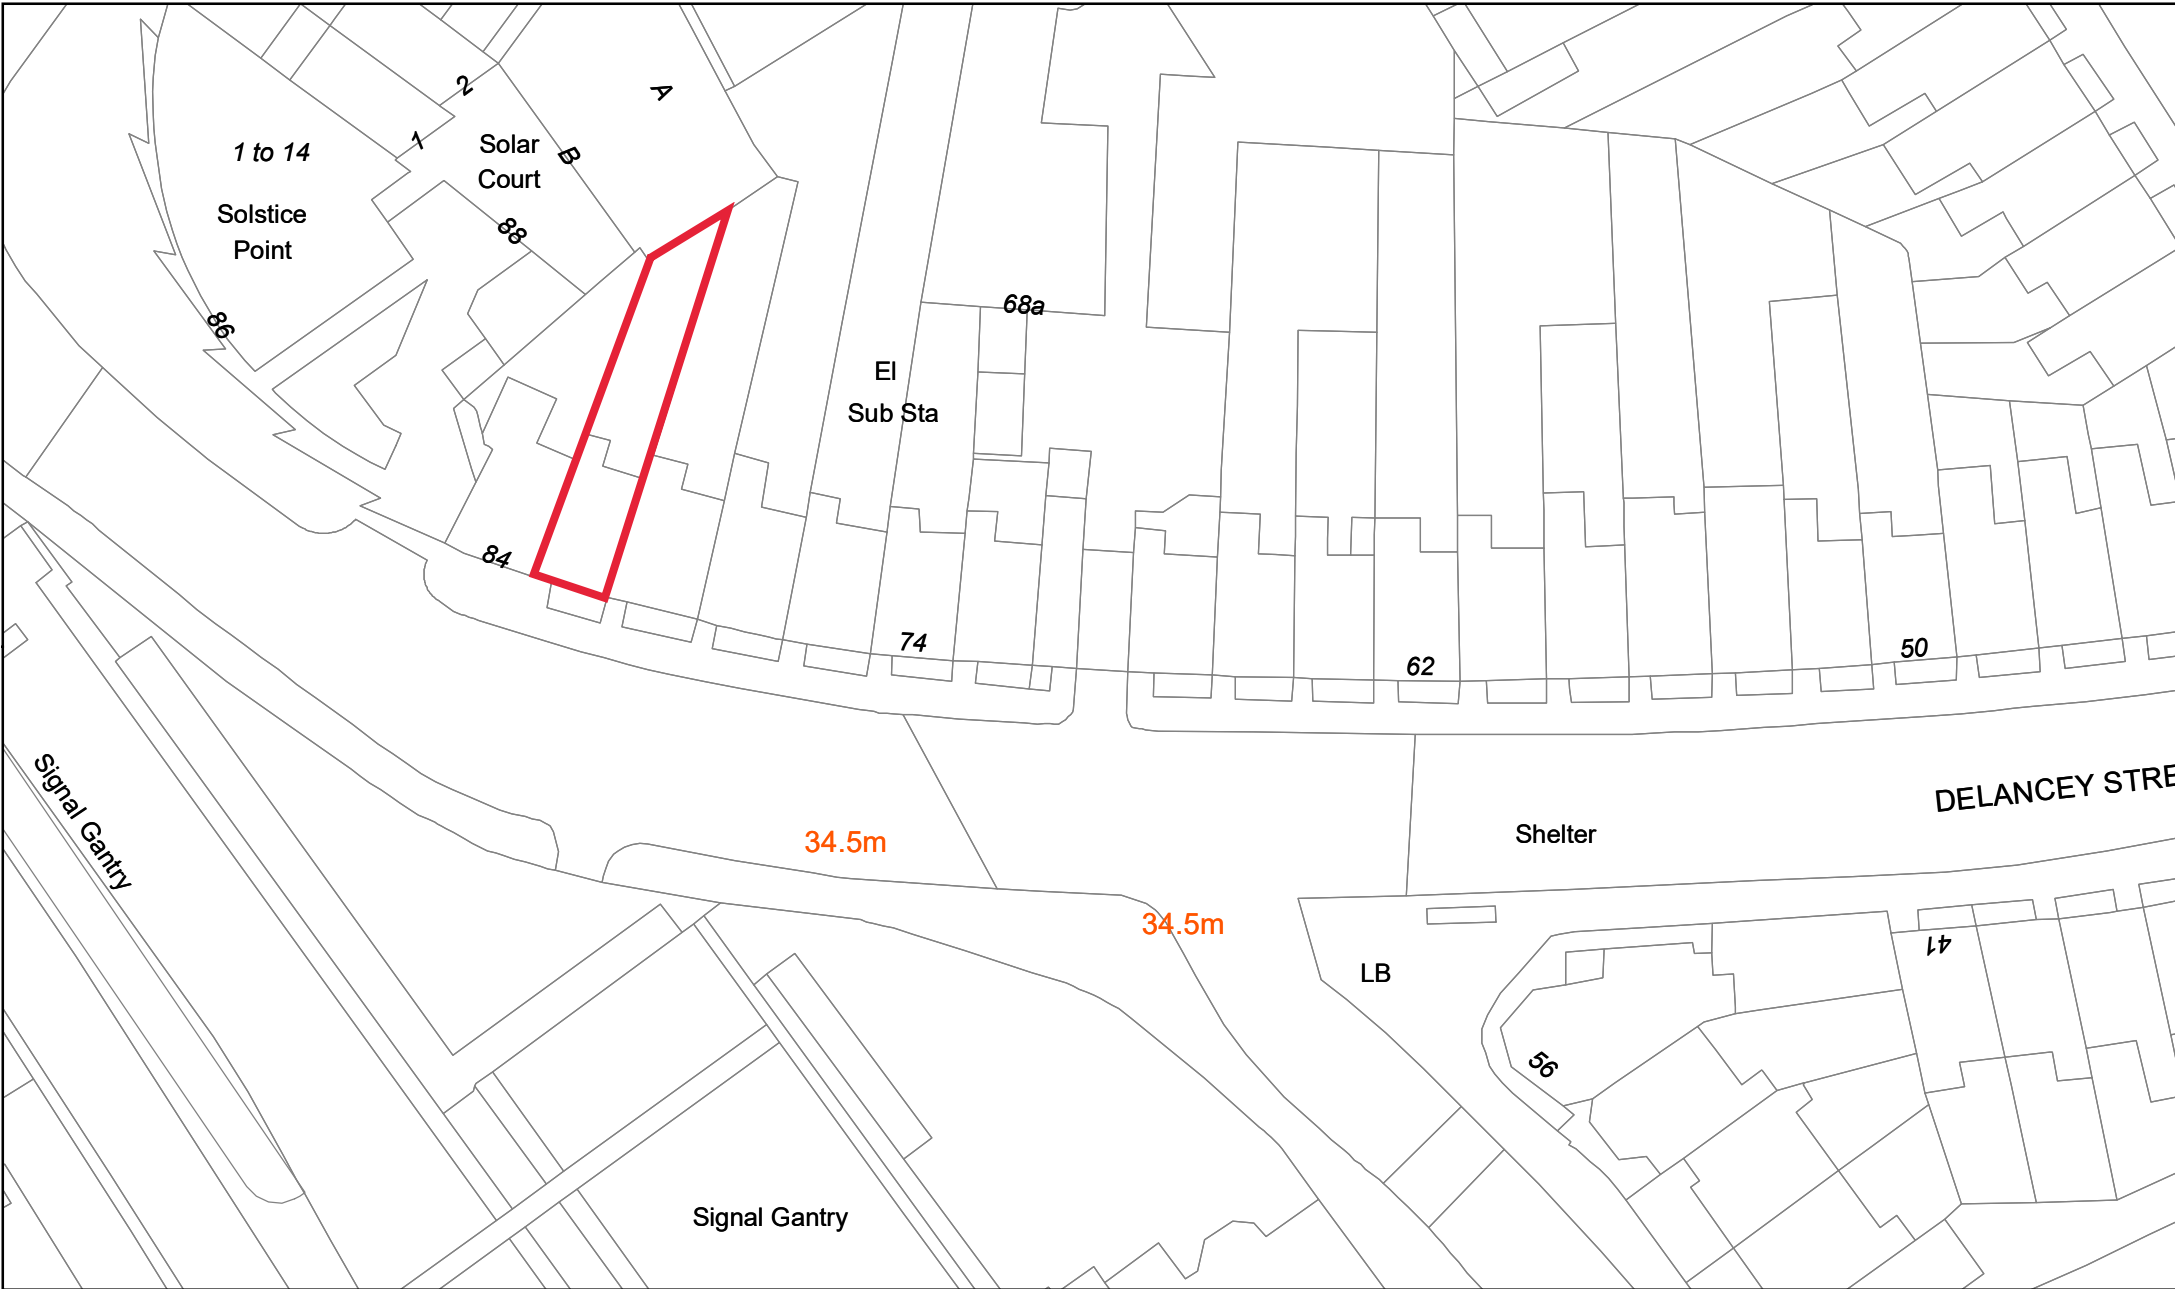 2
A
1
1 to 14
Solar
Court
B
Solstice
Point
88
86
68a
El
Sub Sta
84
74
62
50
Signal Gantry
DELANCEY STRE
34.5m
Shelter
34.5m
41
LB
56
Signal Gantry